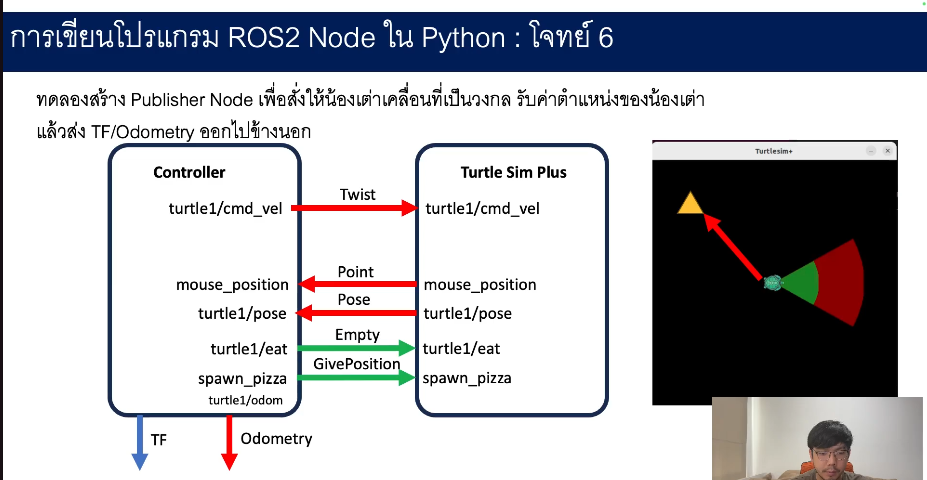 การเขียนโปรแกรม ROS2 Node ใน Python : โจทย์ 6
ทดลองสร้าง Publisher Node เพื่อสั่งให้น้องเต่าเคลื่อนที่เป็นวงกลม รับค่าตำแหน่งของน้องเต่า
แล้วส่ง TF/Odometry ออกไปข้างนอก
Controller
Turtle Sim Plus
Turtlesim+
turtle1/cmd_vel
Twist
turtle1/cmd_vel
mouse_position
Point
mouse_position
turtle1/pose
Pose
turtle1/pose
turtle1/eat
Empty
turtle1/eat
spawn_pizza
GivePosition
spawn_pizza
turtle1/odom
TF
Odometry